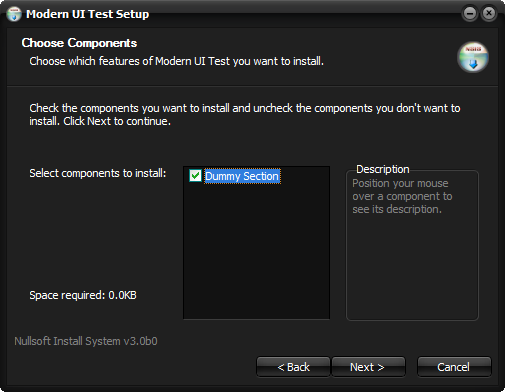 Modern UI Test Setup
Choose Components
Choose which features of Modern UI Test you want to install.
Check the components you want to install and uncheck the components you don't want to
install. Click Next to continue.
Select components to install:
Dummy Section
Description
Position your mouse
over a component to
see its description.
Space required: 0.0KB
Nullsoft Install System v3.0b0
< Back
Next >
Cancel